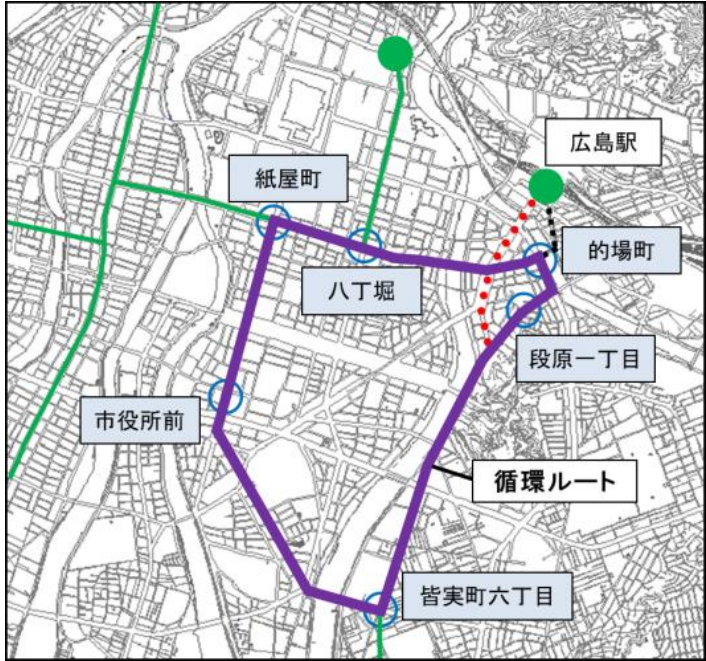 広島駅
紙屋町
的場町
八丁堀
段原一丁目
市役所前
循環ルート
皆実町六丁目